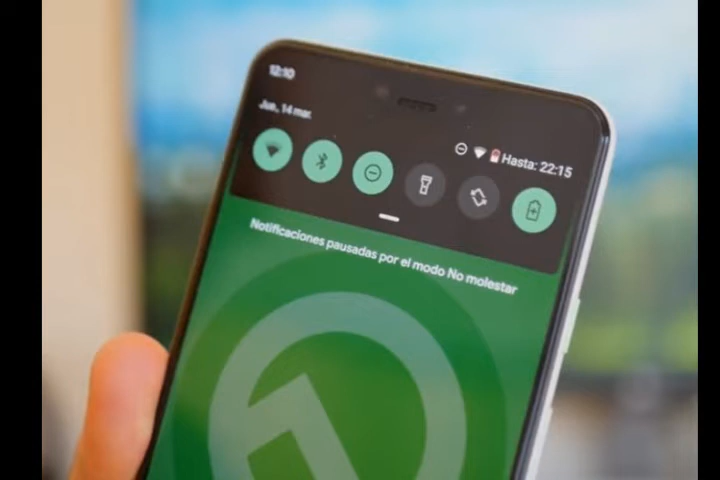 12:10
Jue, 14 mar.
Hasta: 22:15
Notificaciones pausadas por el modo No molestar